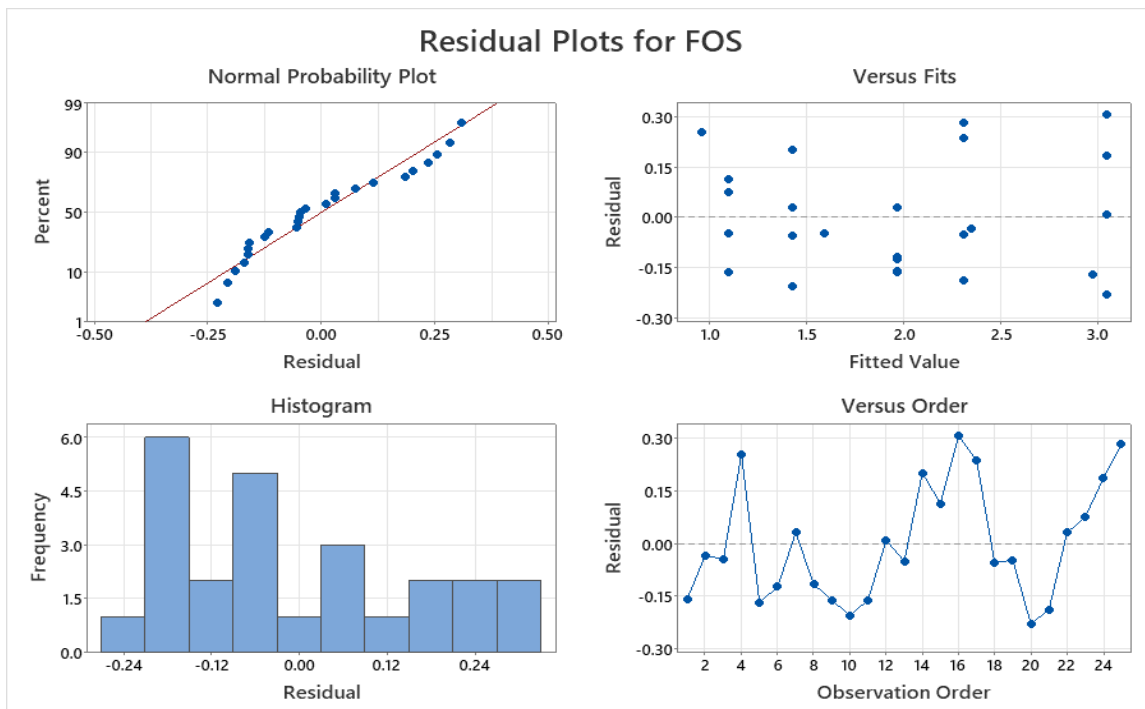 Residual Plots for FOS
Normal Probability Plot
99
90
50
10
1
Percent
-0.50 -0.25 0.00 0.25 0.50
Residual
Versus Fits
0.30
0.15
0.00
-0.15
-0.30
Residual
1.0 1.5 2.0 2.5 3.0
Fitted Value
Histogram
6.0
4.5
3.0
1.5
0.0
Frequency
-0.24 -0.12 0.00 0.12 0.24
Residual
Versus Order
0.30
0.15
0.00
-0.15
-0.30
Residual
2 4 6 8 10 12 14 16 18 20 22 24
Observation Order